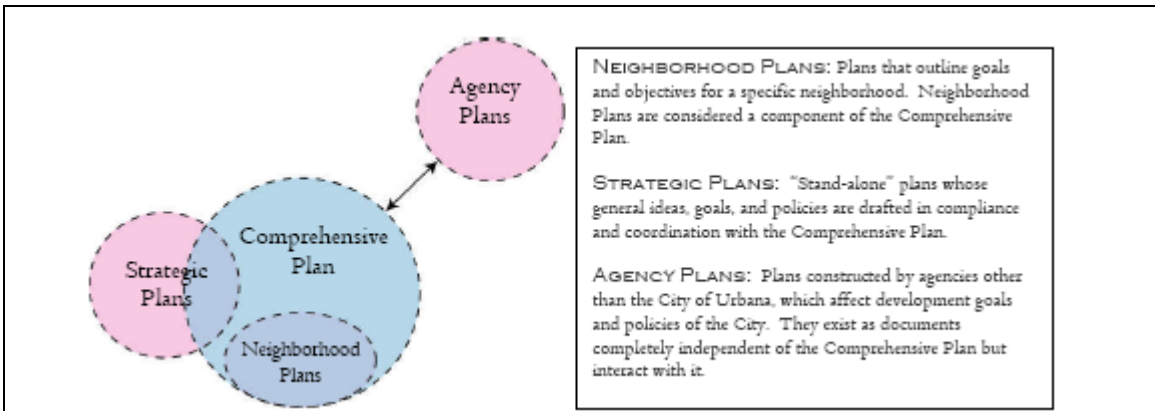 Agency
Plans
Comprehensive
Plan
Strategic
Plans
Neighborhood
Plans
NEIGHBORHOOD PLANS: Plans that outline goals
and objectives for a specific neighborhood. Neighborhood
Plans are considered a component of the Comprehensive
Plan.
STRATEGIC PLANS: "Stand-alone" plans whose
general ideas, goals, and policies are drafted in compliance
and coordination with the Comprehensive Plan.
AGENCY PLANS: Plans constructed by agencies other
than the City of Urbana, which affect development goals
and policies of the City. They exist as documents
completely independent of the Comprehensive Plan but
interact with it.